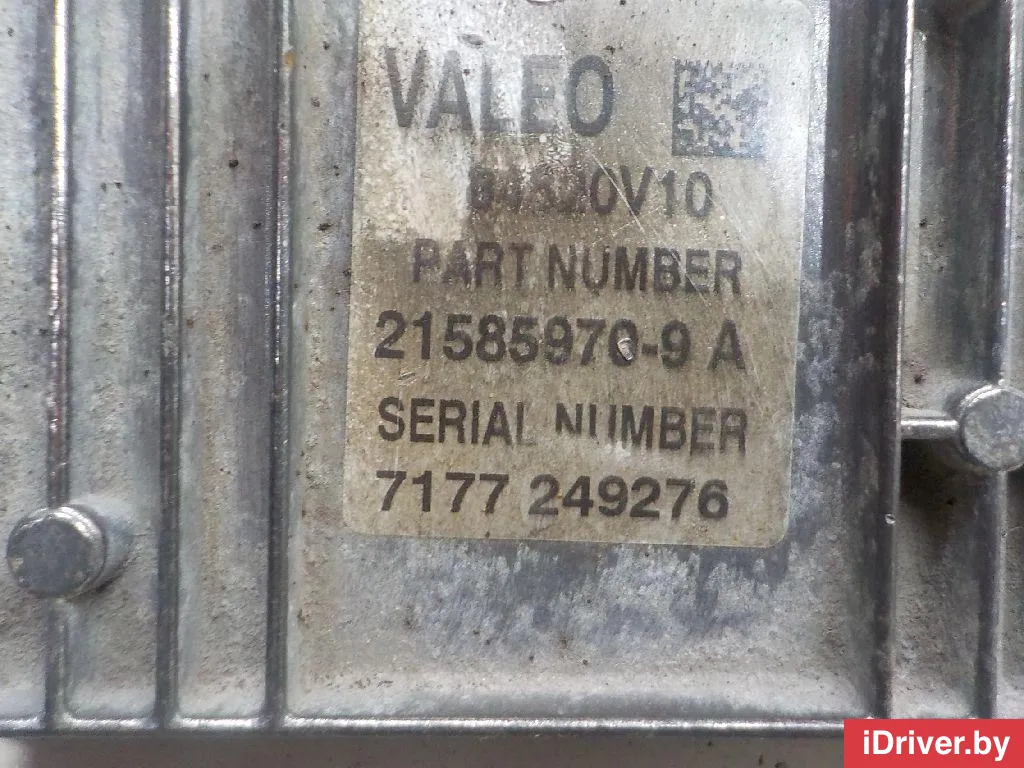 VALEO
PART NUMBER
21585970-9 A
SERIAL NUMBER
7177 249276
iDriver.by